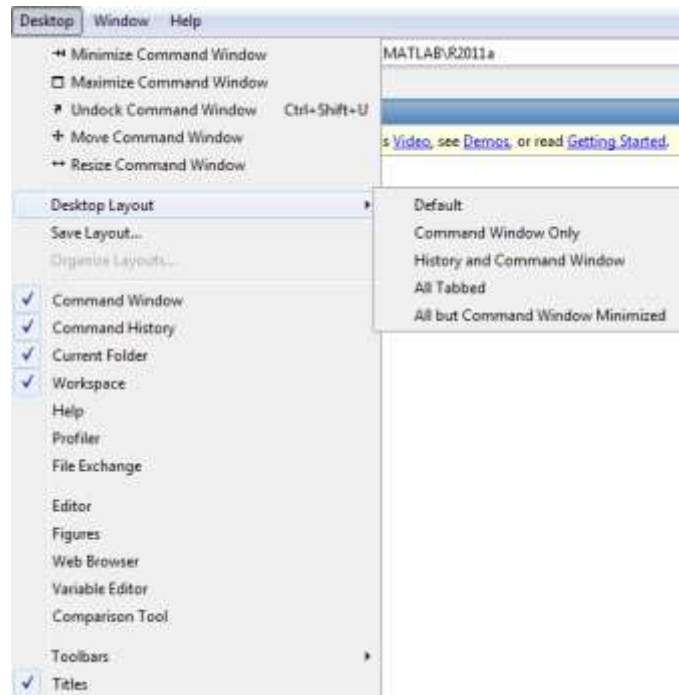 Desktop Window Help
Minimize Command Window
MATLAB\R2011a
Maximize Command Window
Undock Command Window Ctrl+Shift+U
Move Command Window
s Video, see Demos, or read Getting Started.
Resize Command Window
Desktop Layout
Default
Save Layout...
Command Window Only
Organize Layouts...
History and Command Window
All Tabbed
Command Window
All but Command Window Minimized
Command History
Current Folder
Workspace
Help
Profiler
File Exchange
Editor
Figures
Web Browser
Variable Editor
Comparison Tool
Toolbars
Titles